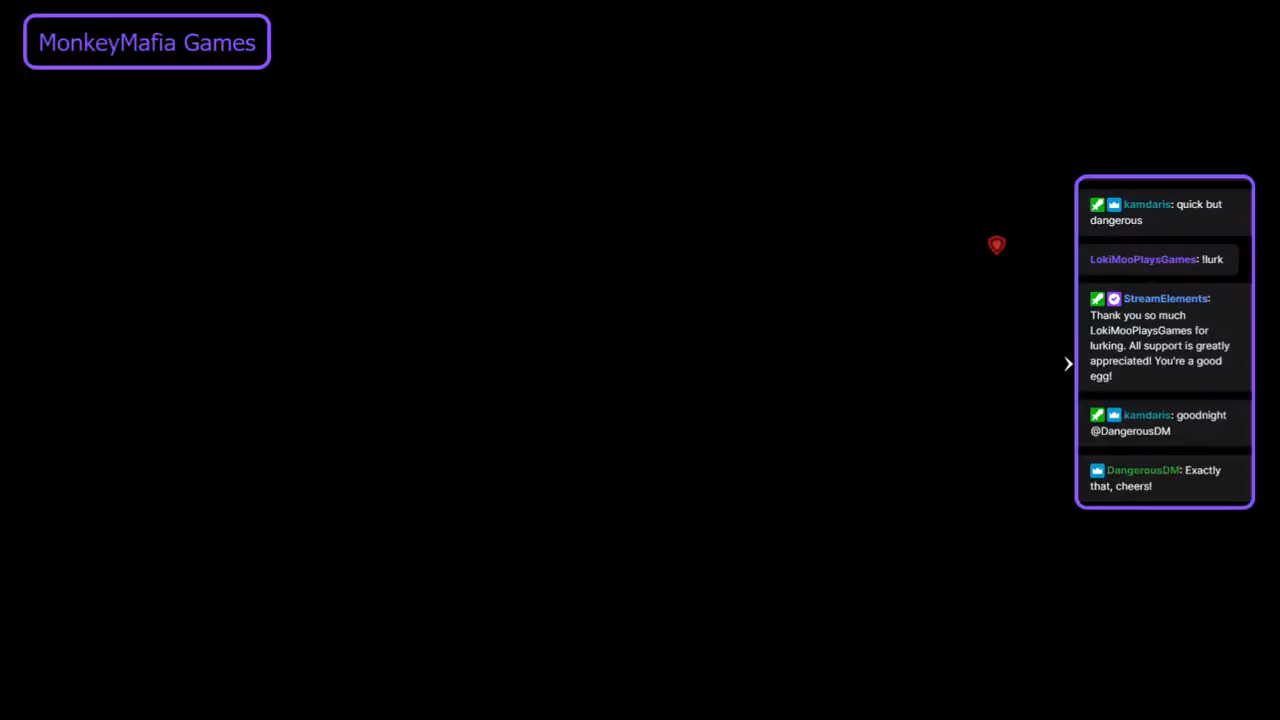 MonkeyMafia Games
kamdaris: quick but
dangerous
LokiMooPlaysGames: !lurk
StreamElements:
Thank you so much
LokiMooPlaysGames for
lurking. All support is greatly
appreciated! You're a good
egg!
kamdaris: goodnight
@DangerousDM
DangerousDM: Exactly
that, cheers!